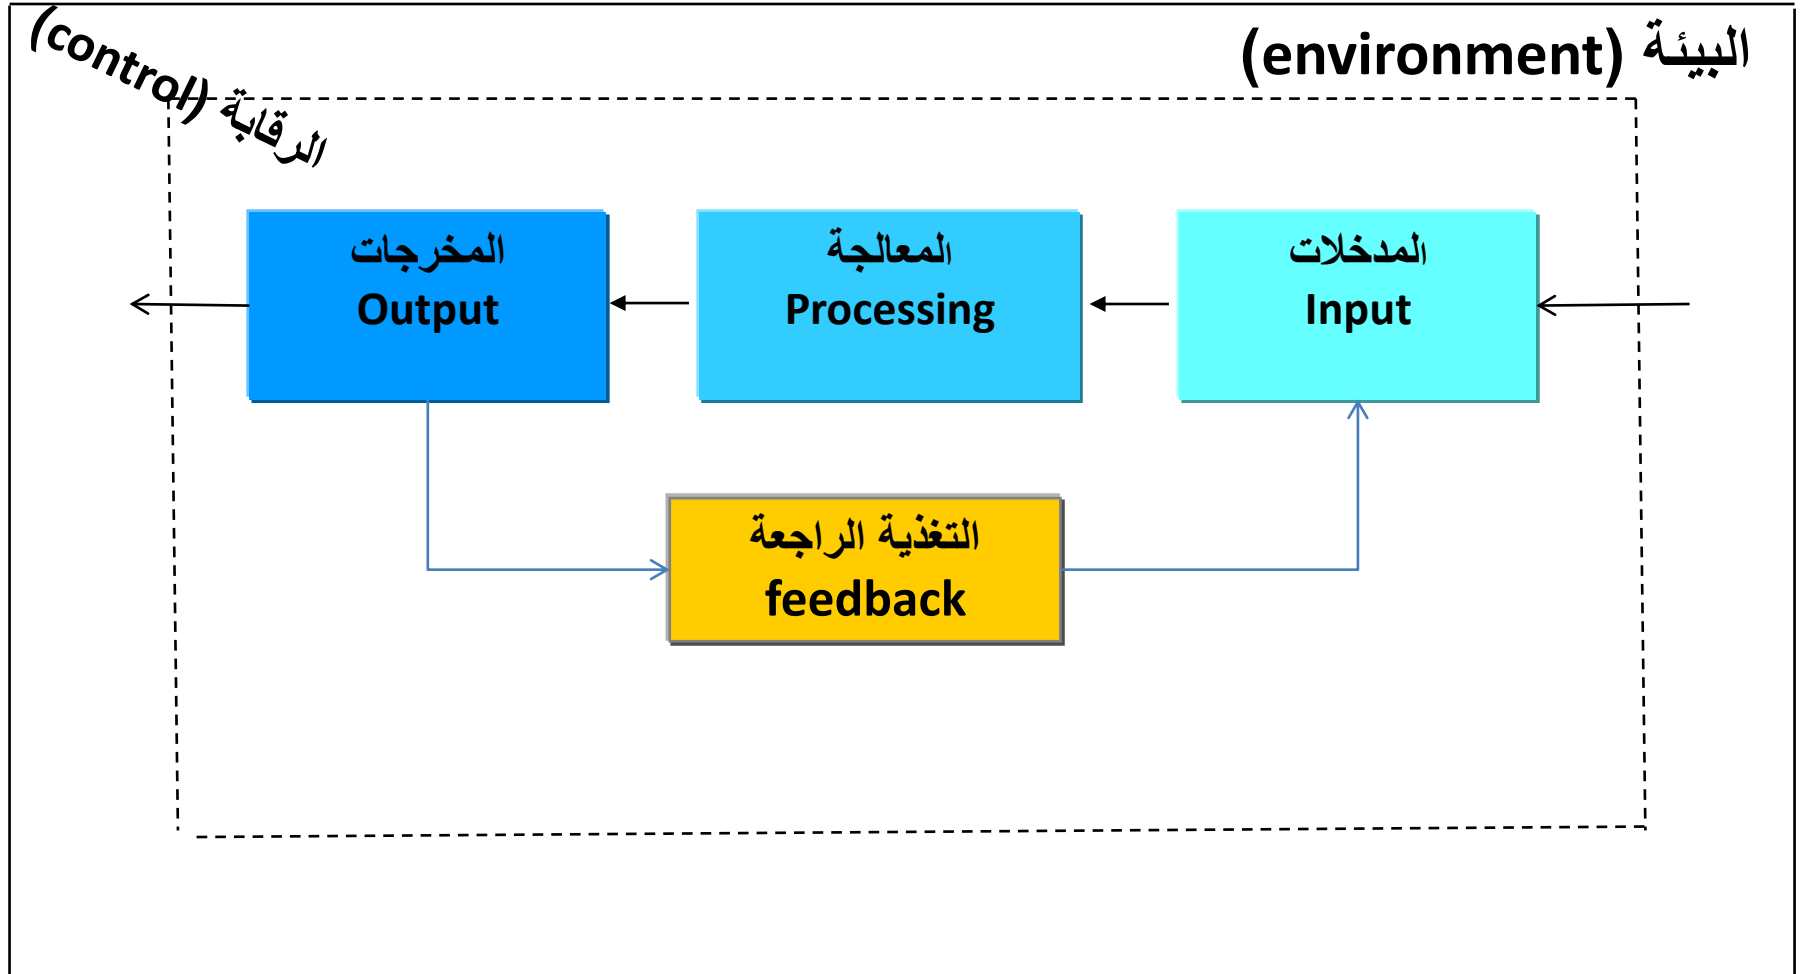 البيئة (environment)
الرقابة (control)
المدخلات
Input
المعالجة
Processing
المخرجات
Output
التغذية الراجعة
feedback